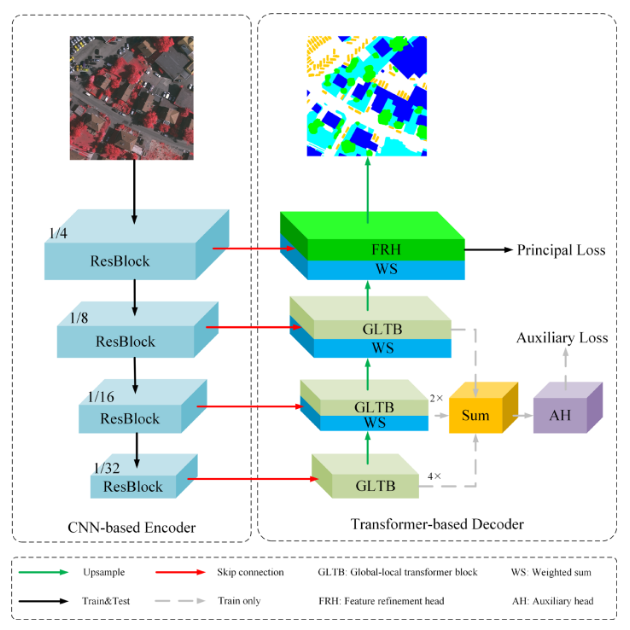 1/4
ResBlock
FRH
WS
Principal Loss
1/8
ResBlock
GLTB
WS
Auxiliary Loss
1/16
ResBlock
GLTB
WS
2×
Sum
AH
1/32
ResBlock
GLTB
4×
CNN-based Encoder
Transformer-based Decoder
Upsample
Skip connection
GLTB: Global-local transformer block
WS: Weighted sum
Train&Test
Train only
FRH: Feature refinement head
AH: Auxiliary head